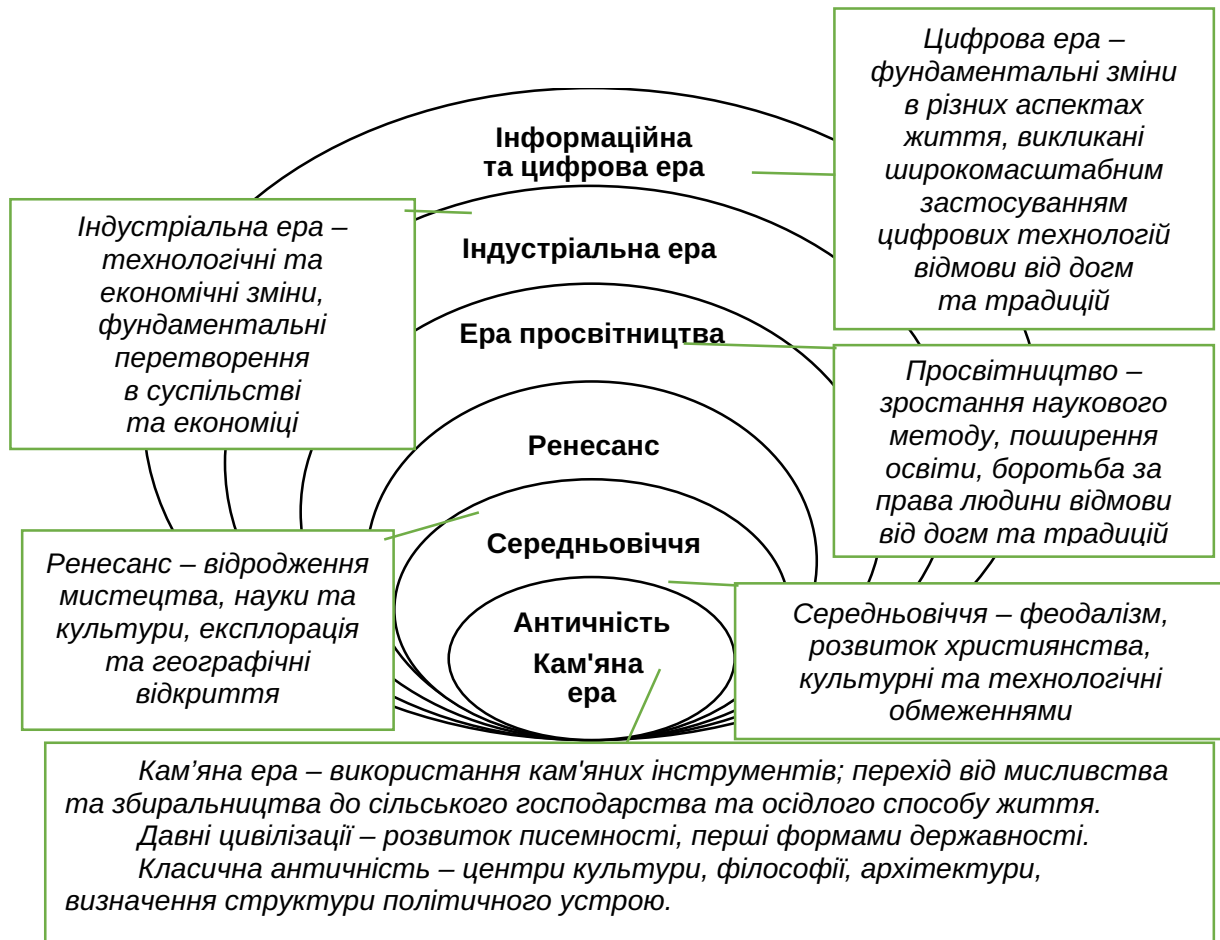 Цифрова ера –
фундаментальні зміни
в різних аспектах
життя, викликані
широкомасштабним
застосуванням
цифрових технологій
відмови від догм
та традицій
Інформаційна
та цифрова ера
Індустріальна ера –
технологічні та
економічні зміни,
фундаментальні
перетворення
в суспільстві
та економіці
Індустріальна ера
Ера просвітництва
Просвітництво –
зростання наукового
методу, поширення
освіти, боротьба за
права людини відмови
від догм та традицій
Ренесанс
Середньовіччя
Ренесанс – відродження
мистецтва, науки та
культури, експлорація
та географічні
відкриття
Античність
Кам'яна
ера
Середньовіччя – феодалізм,
розвиток християнства,
культурні та технологічні
обмеженнями
Кам’яна ера – використання кам'яних інструментів; перехід від мисливства
та збиральництва до сільського господарства та осідлого способу життя.
Давні цивілізації – розвиток писемності, перші формами державності.
Класична античність – центри культури, філософії, архітектури,
визначення структури політичного устрою.